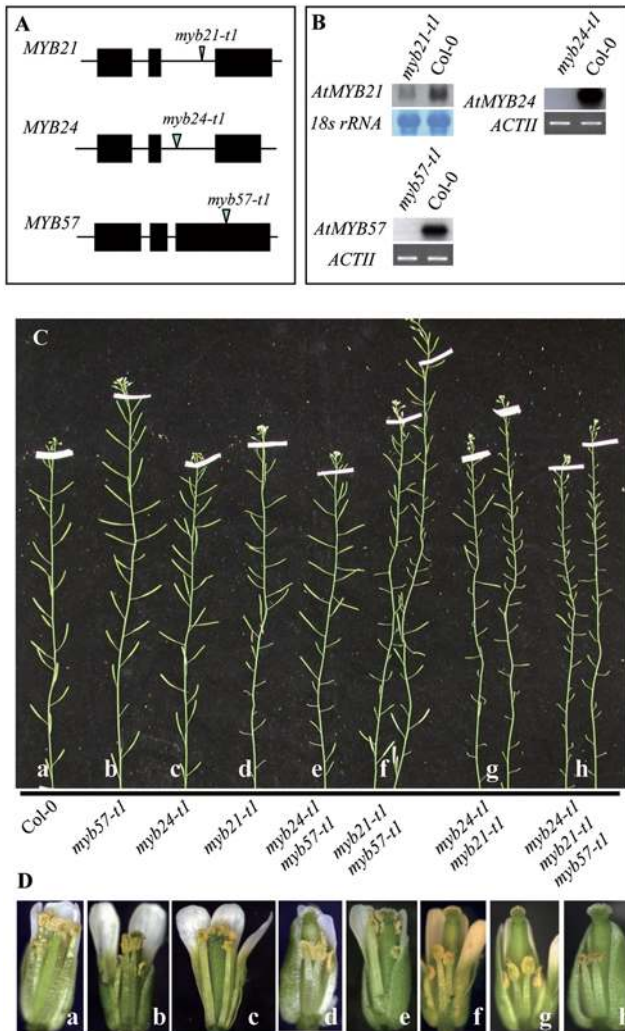 A
MYB21
myb21-t1
MYB24
myb24-t1
MYB57
myb57-t1
B
myb21-t1
Col-0
AtMYB21
18s rRNA
myb24-t1
Col-0
AtMYB24
ACTII
myb57-t1
Col-0
AtMYB57
ACTII
C
a b c d e f g h
Col-0
myb57-t1
myb24-t1
myb21-t1
myb24-t1
myb57-t1
myb21-t1
myb57-t1
myb24-t1
myb21-t1
myb24-t1
myb21-t1
myb57-t1
D
a b c d e f g h